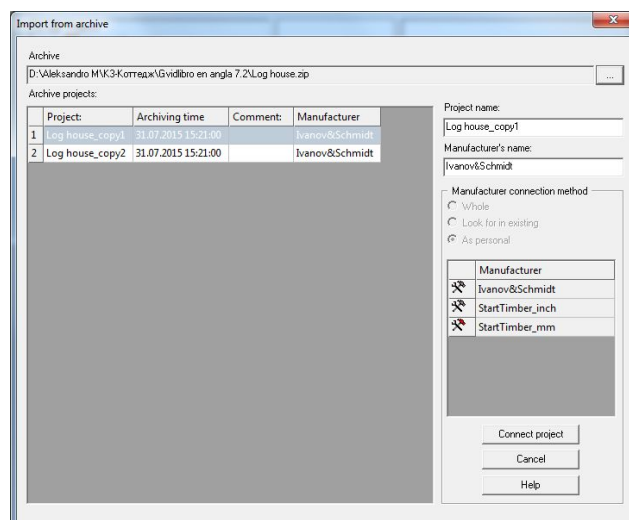 Import from archive
Archive
D:\Aleksandro M\K3-Коттедж\Gvidlibro en angla 7.2\Log house.zip
...
Archive projects:
Project: Archiving time Comment: Manufacturer
1 Log house_copy1 31.07.2015 15:21:00 Ivanov&Schmidt
2 Log house_copy2 31.07.2015 15:21:00 Ivanov&Schmidt
Project name:
Log house_copy1
Manufacturer's name:
Ivanov&Schmidt
Manufacturer connection method
Whole
Look for in existing
As personal
Manufacturer
Ivanov&Schmidt
StartTimber_inch
StartTimber_mm
Connect project
Cancel
Help